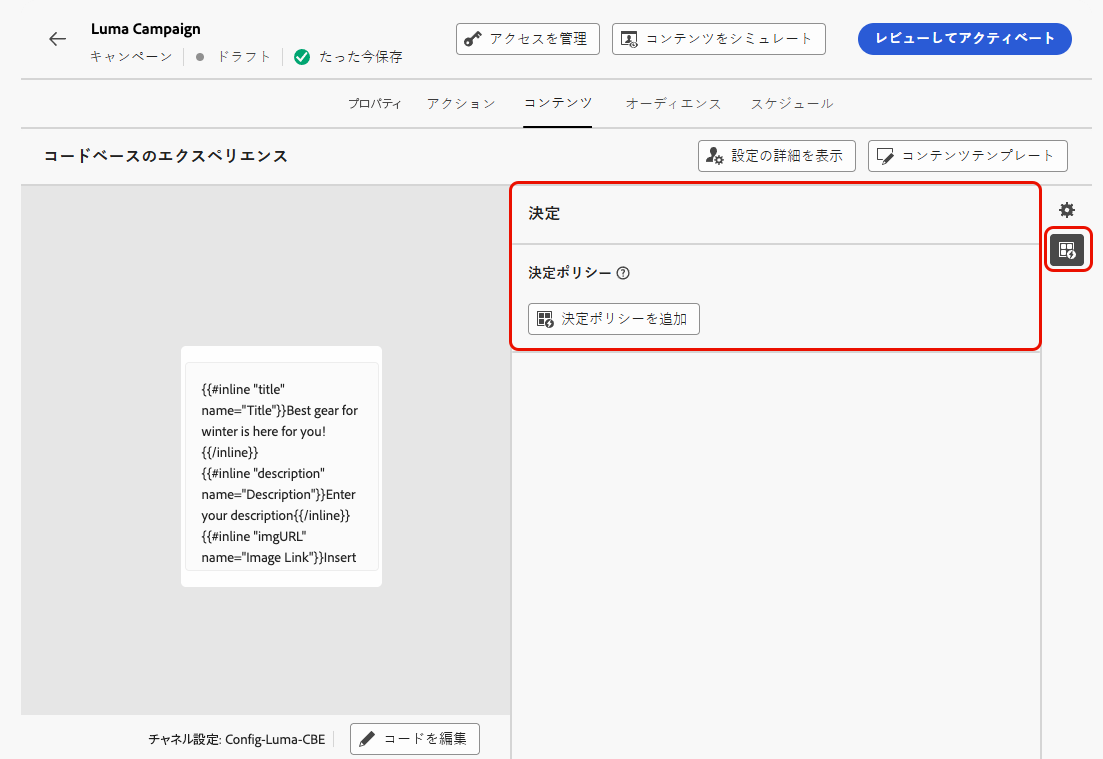 Luma Campaign
キャンペーン ドラフト たった今保存
アクセスを管理
コンテンツをシミュレート
レビューしてアクティベート
プロパティ アクション コンテンツ オーディエンス スケジュール
コードベースのエクスペリエンス
設定の詳細を表示
コンテンツテンプレート
決定
決定ポリシー
決定ポリシーを追加
{{#inline "title"
name="Title"}}Best gear for
winter is here for you!
{{/inline}}
{{#inline "description"
name="Description"}}Enter
your description{{/inline}}
{{#inline "imgURL"
name="Image Link"}}Insert
チャネル設定: Config-Luma-CBE
コードを編集